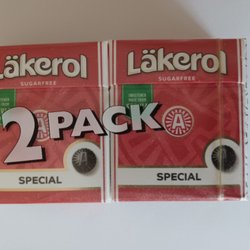 Läkerol
SUGARFREE
Läkerol
SUGARFREE
2 PACK
A
SPECIAL
SPECIAL